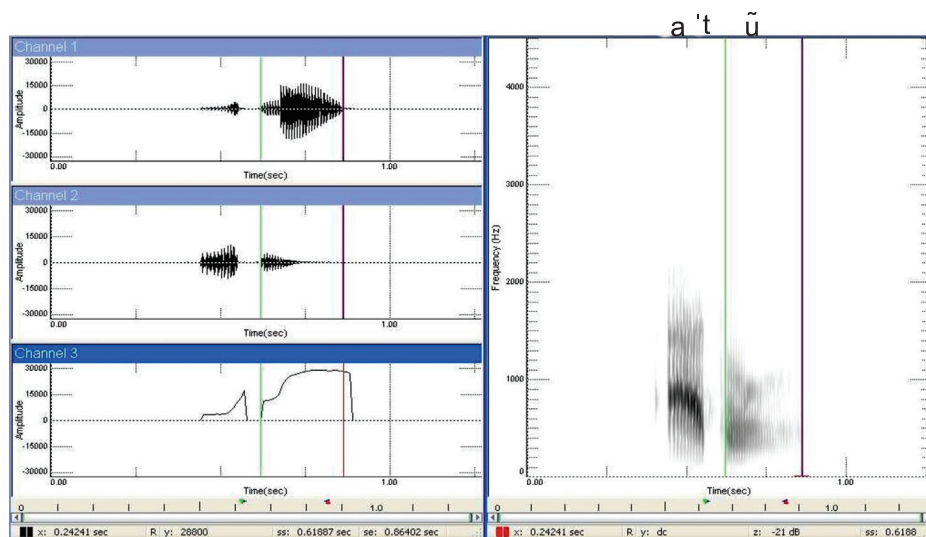 a ˈt ũ
Channel 1
30000
15000
0
-15000
-30000
Amplitude
0.00
1.00
Time(sec)
Channel 2
30000
15000
0
-15000
-30000
Amplitude
0.00
1.00
Time(sec)
Channel 3
30000
15000
0
-15000
-30000
Amplitude
0.00
1.00
Time(sec)
0 1.0
x: 0.24241 sec R y: 28800 ss: 0.61887 sec se: 0.86402 sec
4000
3000
2000
1000
0
Frequency (Hz)
0.00
1.00
Time(sec)
0 1.0
x: 0.24241 sec R y: dc z: -21 dB ss: 0.6188